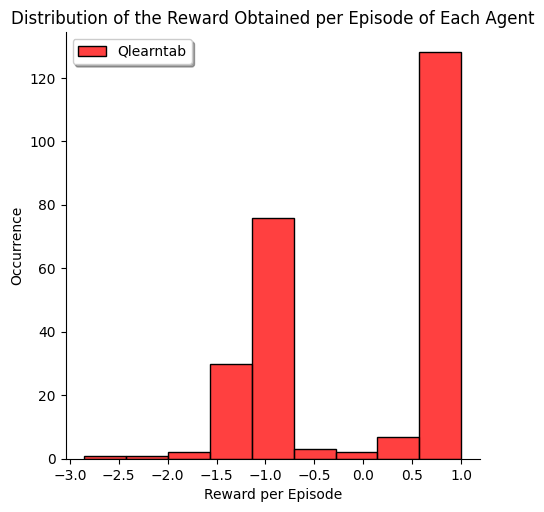 Distribution of the Reward Obtained per Episode of Each Agent
Qlearntab
120
100
80
60
40
20
0
Occurrence
−3.0 −2.5 −2.0 −1.5 −1.0 −0.5 0.0 0.5 1.0
Reward per Episode